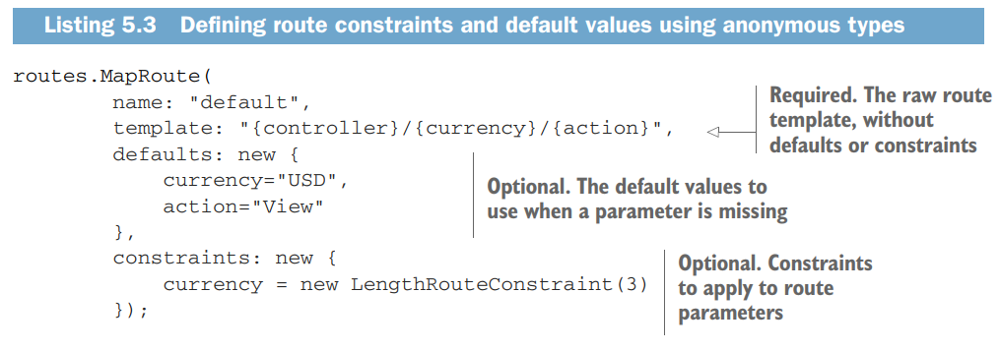 Listing 5.3 Defining route constraints and default values using anonymous types
routes.MapRoute(
name: "default",
template: "{controller}/{currency}/{action}",
defaults: new {
currency="USD",
action="View"
},
constraints: new {
currency = new LengthRouteConstraint(3)
});
Required. The raw route
template, without
defaults or constraints
Optional. The default values to
use when a parameter is missing
Optional. Constraints
to apply to route
parameters